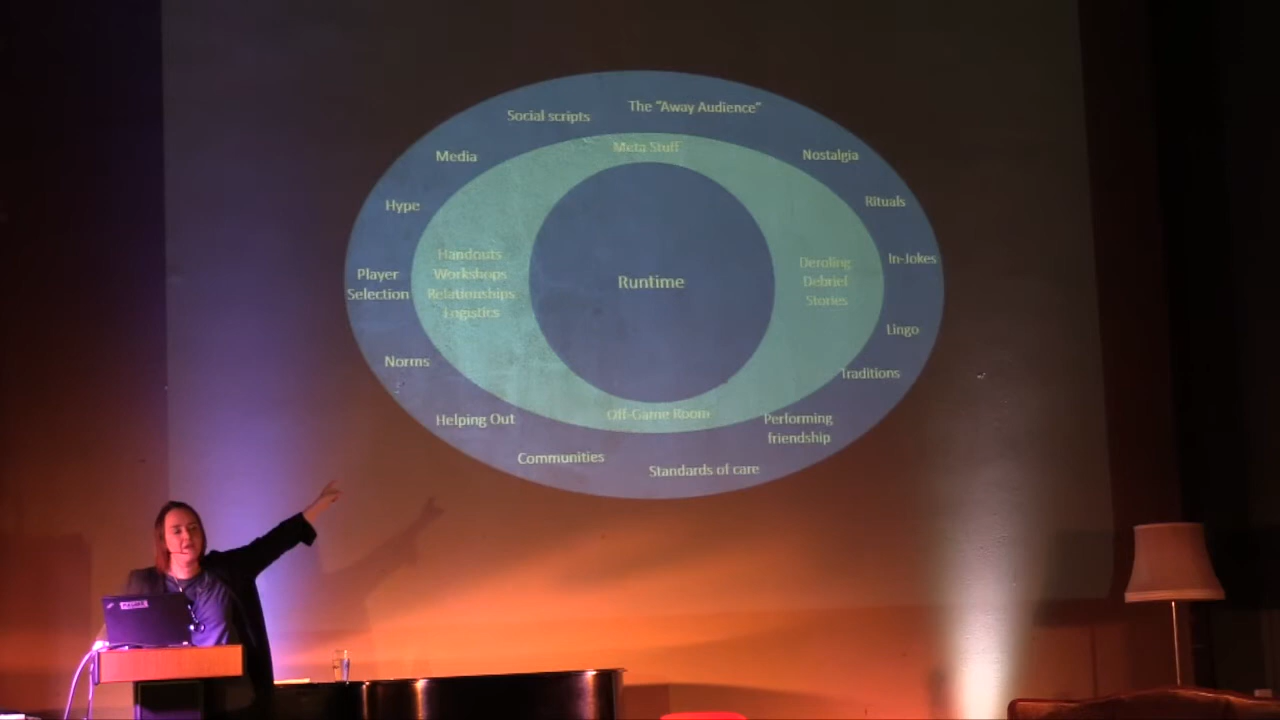 Social scripts
The "Away Audience"
Media
Meta Stuff
Nostalgia
Hype
Rituals
Player
Selection
Handouts
Workshops
Relationships
Logistics
Runtime
Deroling
Debrief
Stories
In-Jokes
Lingo
Norms
Traditions
Helping Out
Off-Game Room
Performing
friendship
Communities
Standards of care